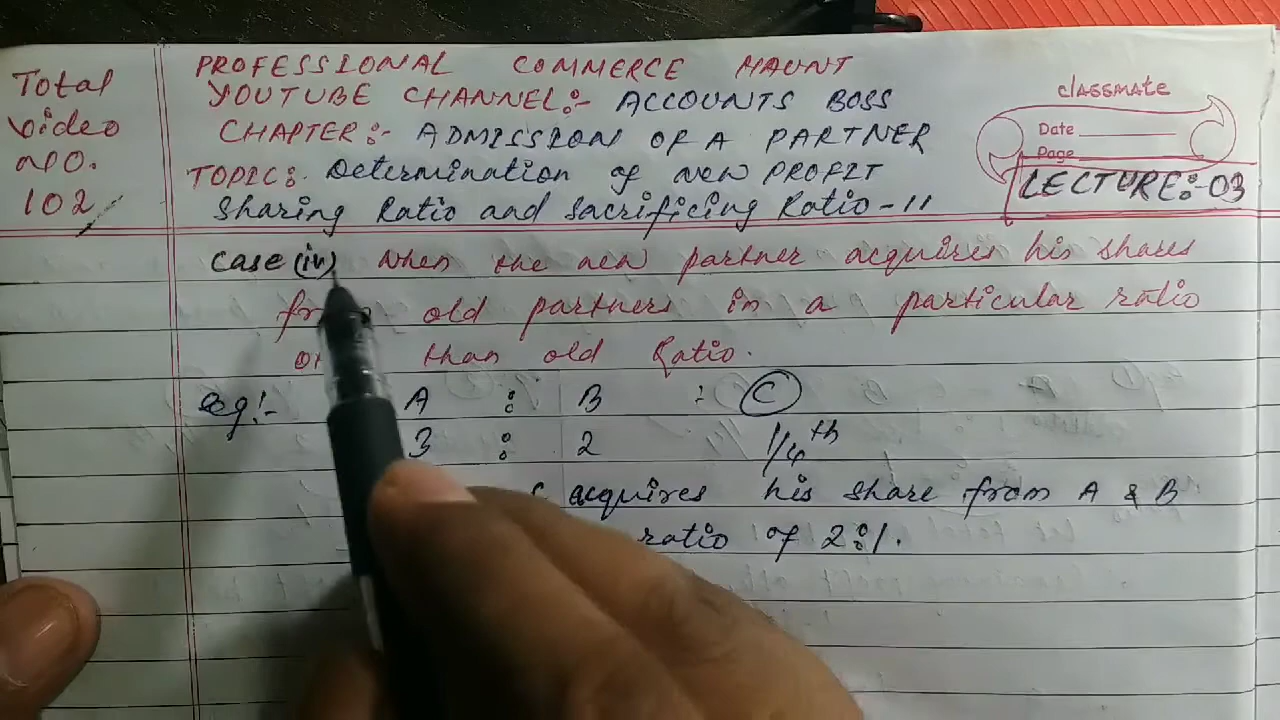 Total
Video
NO.
102
PROFESSIONAL COMMERCE HAUNT
YOUTUBE CHANNEL:- ACCOUNTS BOSS
CHAPTER:- ADMISSION OF A PARTNER
TOPIC: Determination of NEW PROFIT
Sharing Ratio and Sacrificing Ratio-II
classmate
Date
Page
LECTURE:-03
Case (iv) When the new partner acquires his shares
old partners in a particular ratio
than old Ratio.
eg:- A : B : C
3 : 2 1/4th
acquires his share from A & B
ratio of 2:1.